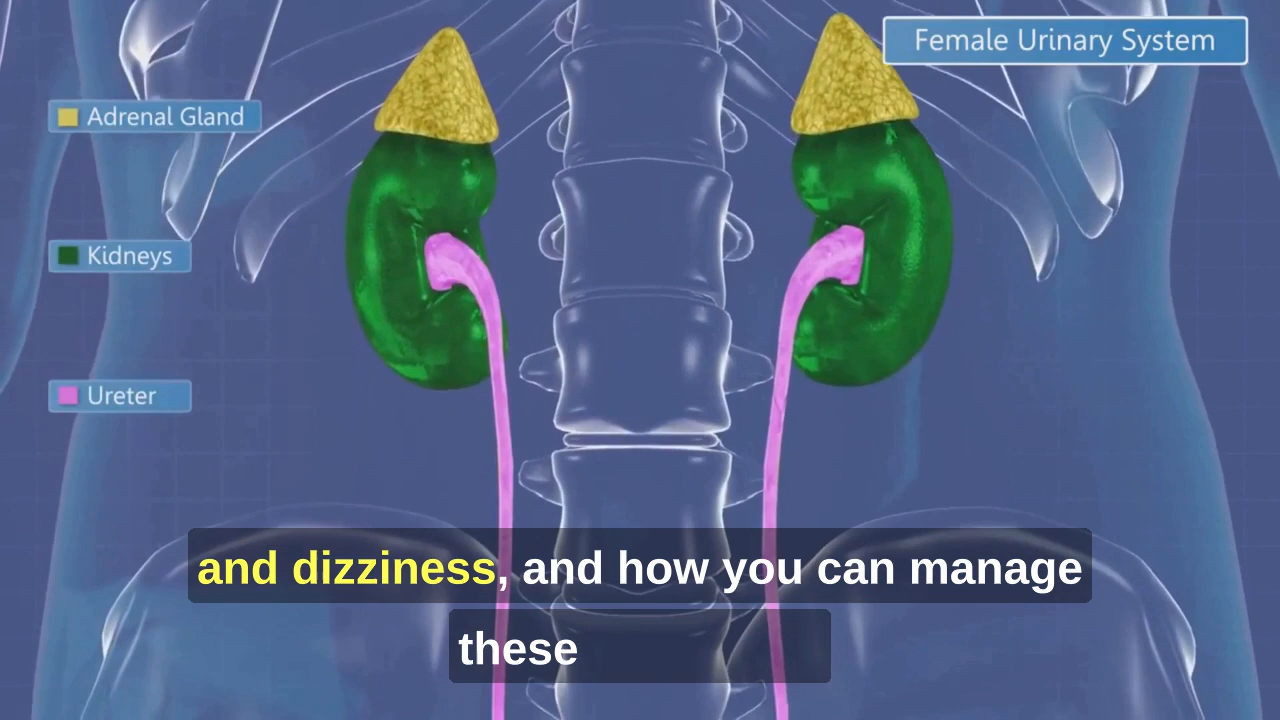 Female Urinary System
Adrenal Gland
Kidneys
Ureter
and dizziness, and how you can manage
these